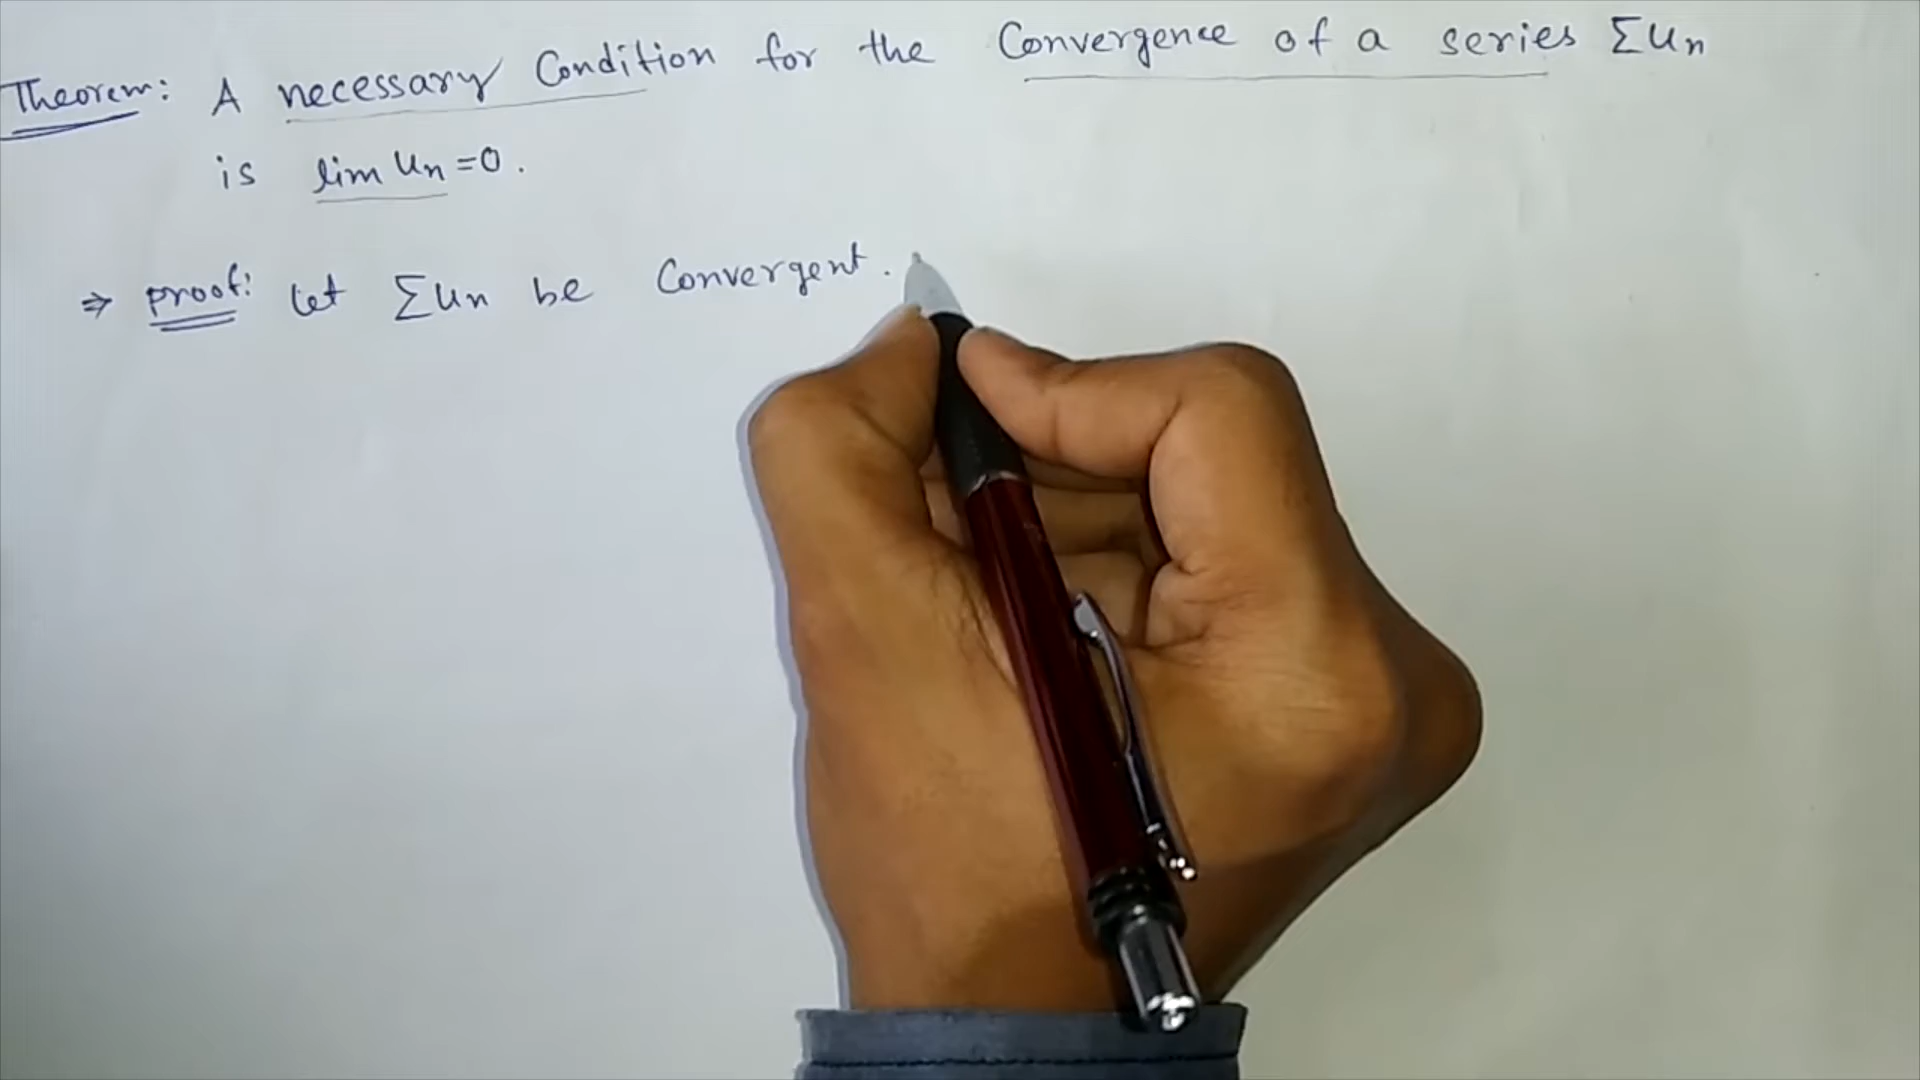 Theorem: A necessary Condition for the Convergence of a series Σun
is lim un = 0.
⇒ proof: Let Σun be Convergent.